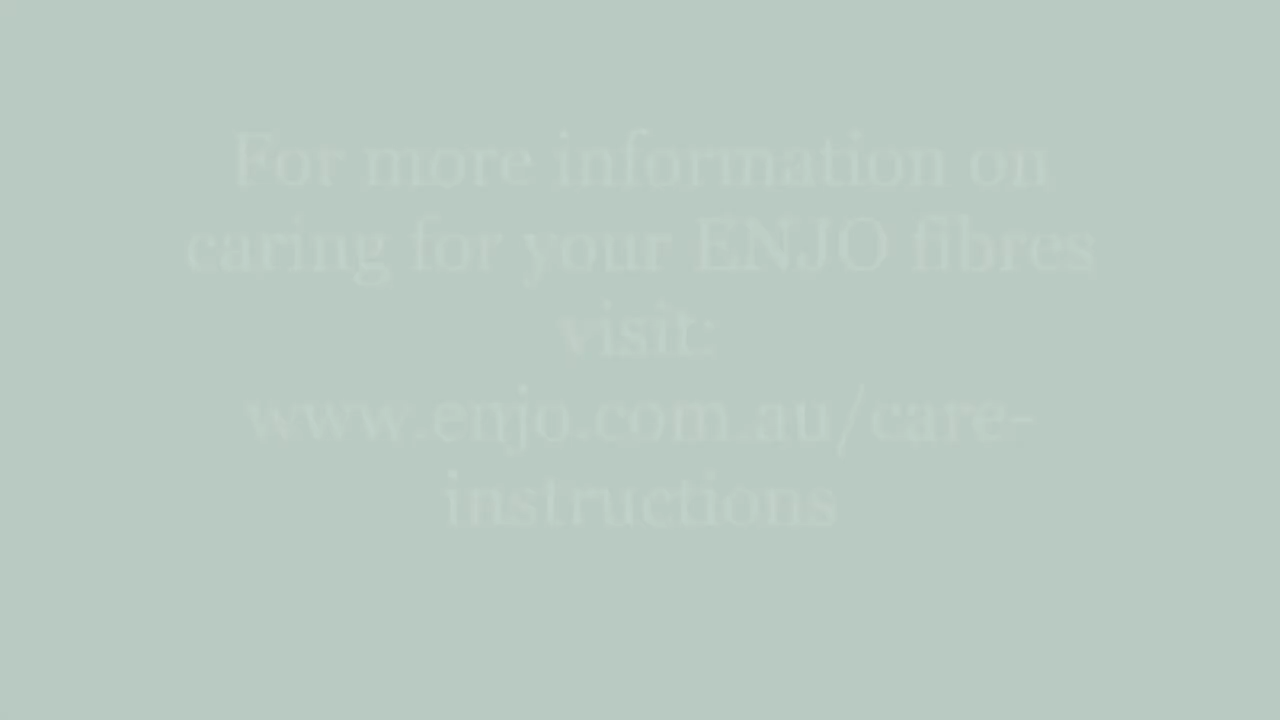 For more information on
caring for your ENJO fibres
visit:
www.enjo.com.au/care-
instructions